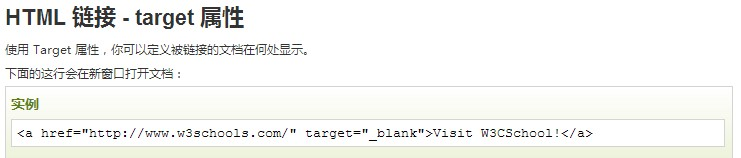 HTML 链接 - target 属性
使用 Target 属性，你可以定义被链接的文档在何处显示。
下面的这行会在新窗口打开文档：
实例
<a href="http://www.w3schools.com/" target="_blank">Visit W3CSchool!</a>